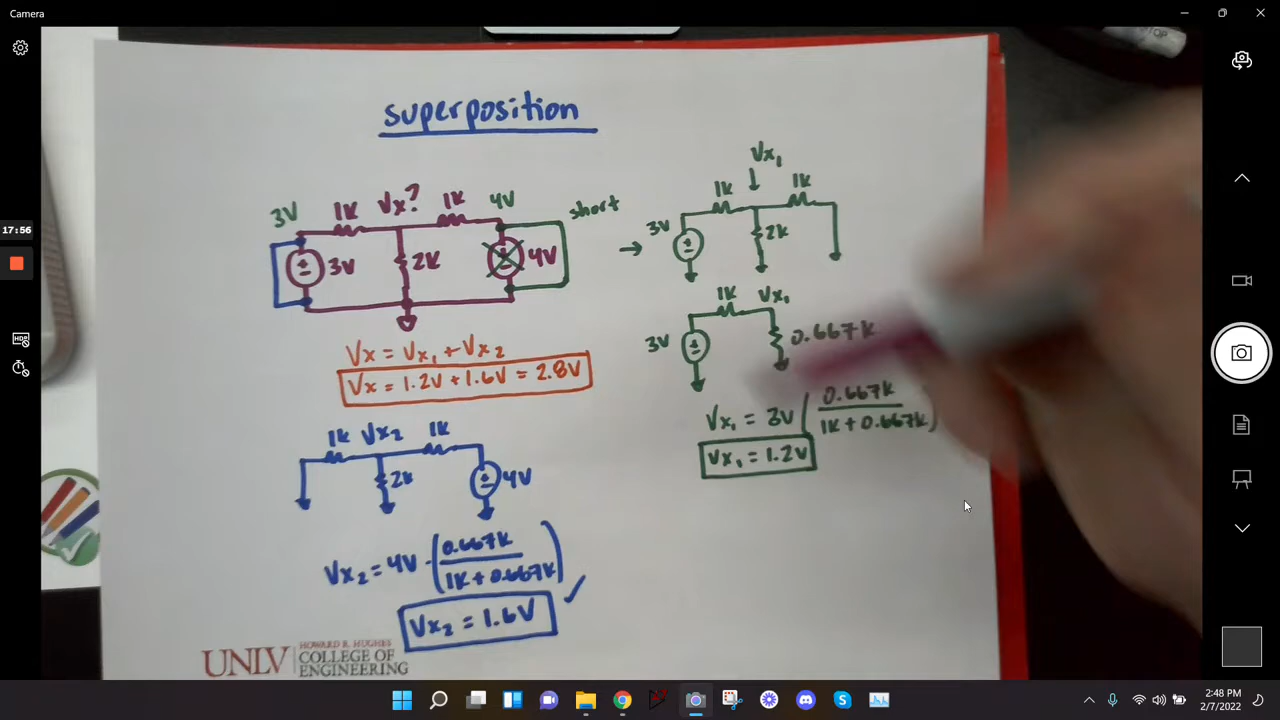 Camera
17:56
superposition
3V
1K
Vx?
1K
4V
short
3V
2K
4V
Vx = Vx₁ + Vx₂
Vx = 1.2V + 1.6V = 2.8V
1K
Vx₂
1K
2K
4V
Vx₂ = 4V · (0.667K / 1K + 0.667K)
Vx₂ = 1.6V ✓
Vx₁
1K
1K
3V
2K
1K
Vx₁
3V
0.667K
Vx₁ = 3V (0.667K / 1K + 0.667K)
Vx₁ = 1.2V
UNLV
HOWARD R. HUGHES
COLLEGE OF
ENGINEERING
HDR
2:48 PM
2/7/2022